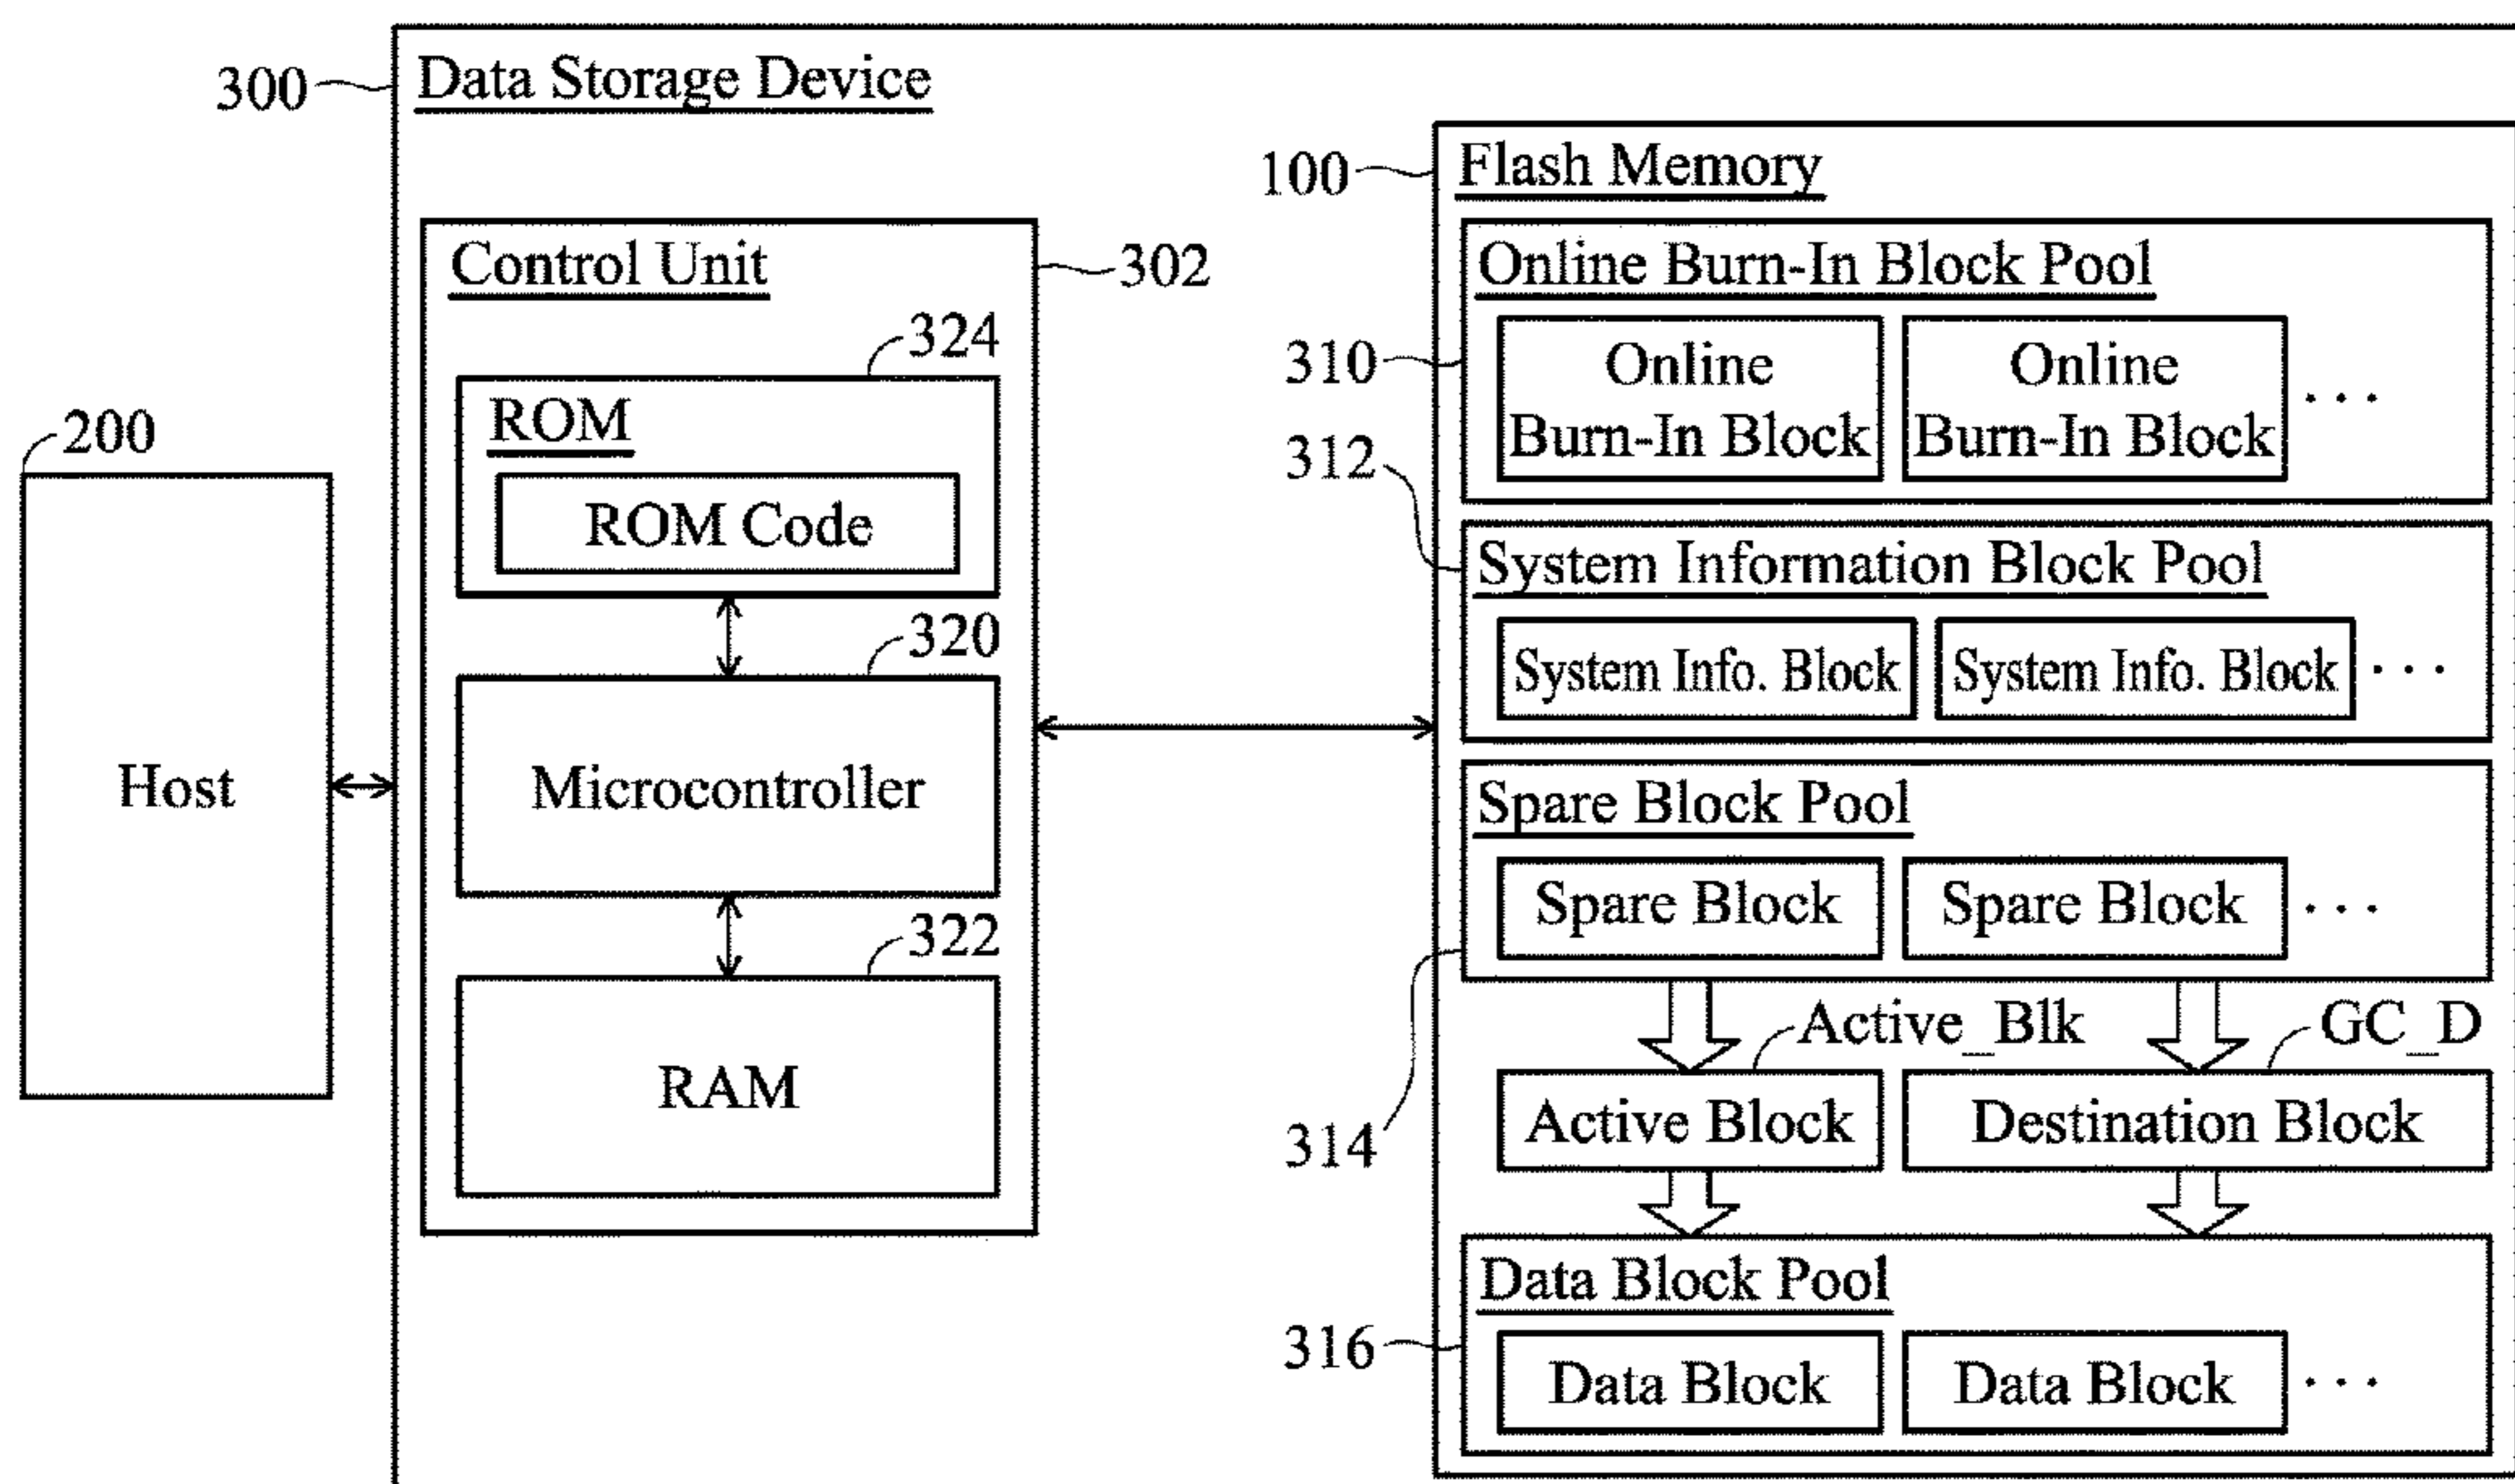 300
Data Storage Device
100
Flash Memory
Control Unit
302
Online Burn-In Block Pool
324
310
Online
Burn-In Block
Online
Burn-In Block
...
ROM
ROM Code
200
312
System Information Block Pool
System Info. Block
System Info. Block
...
320
Microcontroller
Host
Spare Block Pool
Spare Block
Spare Block
...
322
RAM
Active_Blk
GC_D
314
Active Block
Destination Block
Data Block Pool
316
Data Block
Data Block
...